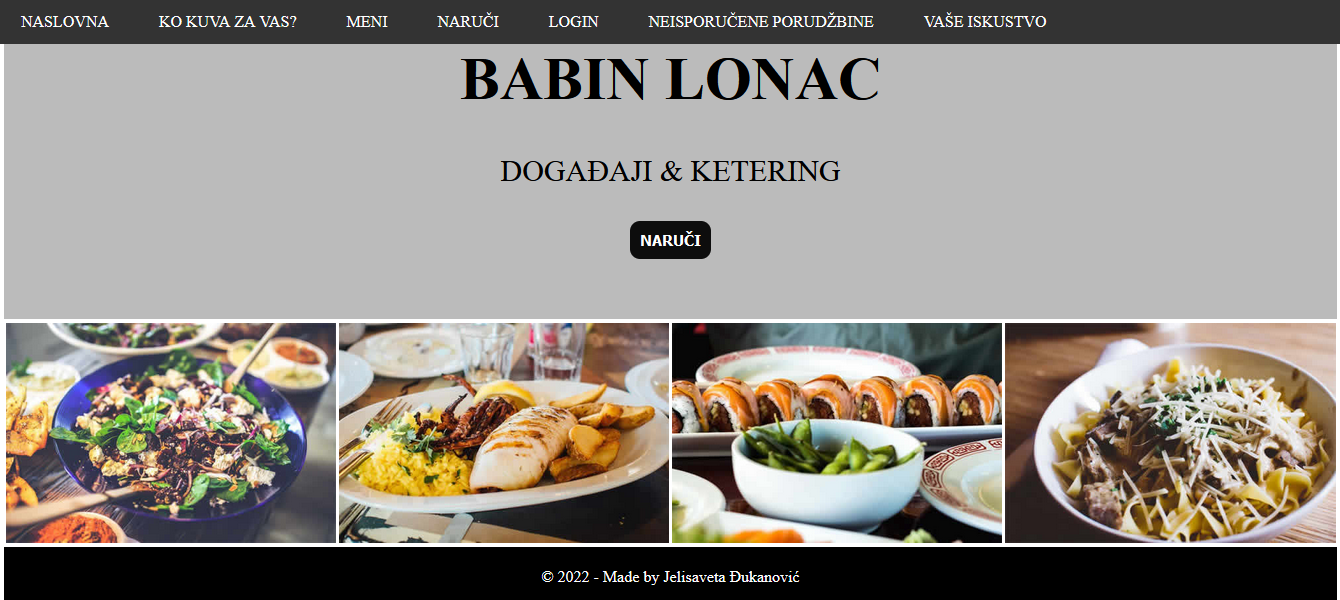 NASLOVNA KO KUVA ZA VAS? MENI NARUČI LOGIN NEISPORUČENE PORUDŽBINE VAŠE ISKUSTVO
BABIN LONAC
DOGAĐAJI & KETERING
NARUČI
© 2022 - Made by Jelisaveta Đukanović